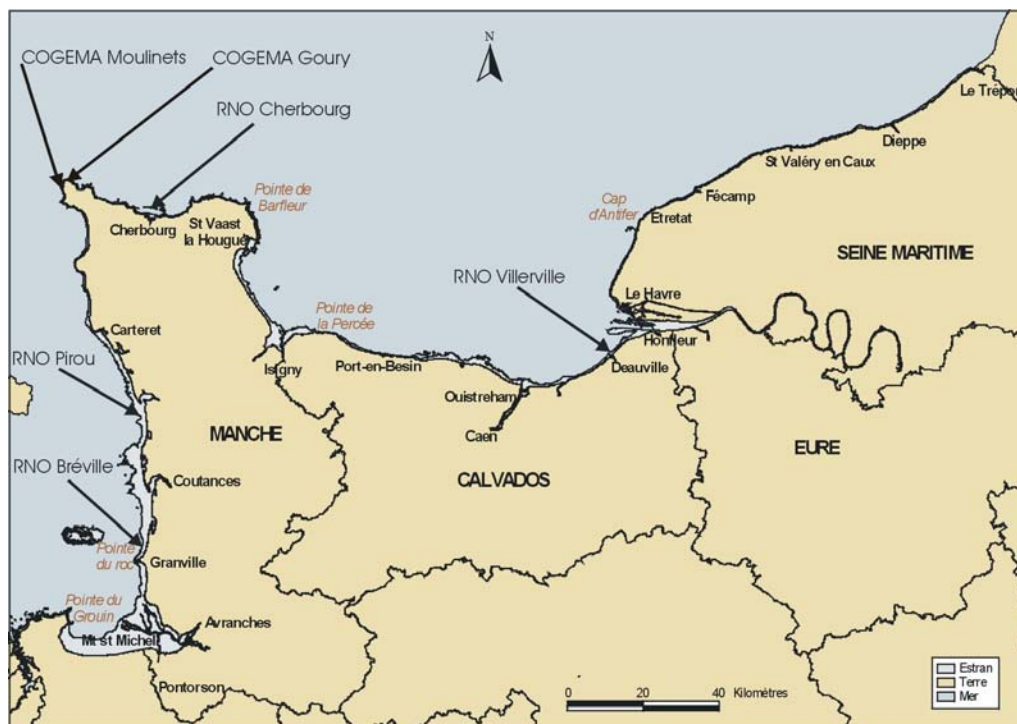 COGEMA Moulinets
COGEMA Goury
N
RNO Cherbourg
Le Trépor
Dieppe
St Valéry en Caux
Fécamp
Pointe de
Barfleur
Cap
d'Antifer
Etretat
Cherbourg
St Vaast
la Hougue
SEINE MARITIME
RNO Villerville
Le Havre
Pointe de
la Percée
Honfleur
Carteret
RNO Pirou
Isigny
Port-en-Besin
Deauville
Ouistreham
Caen
MANCHE
EURE
RNO Bréville
Coutances
CALVADOS
Pointe
du roc
Granville
Pointe du
Grouin
Avranches
Mt st Michel
Pontorson
0 20 40 Kilomètres
Estran
Terre
Mer